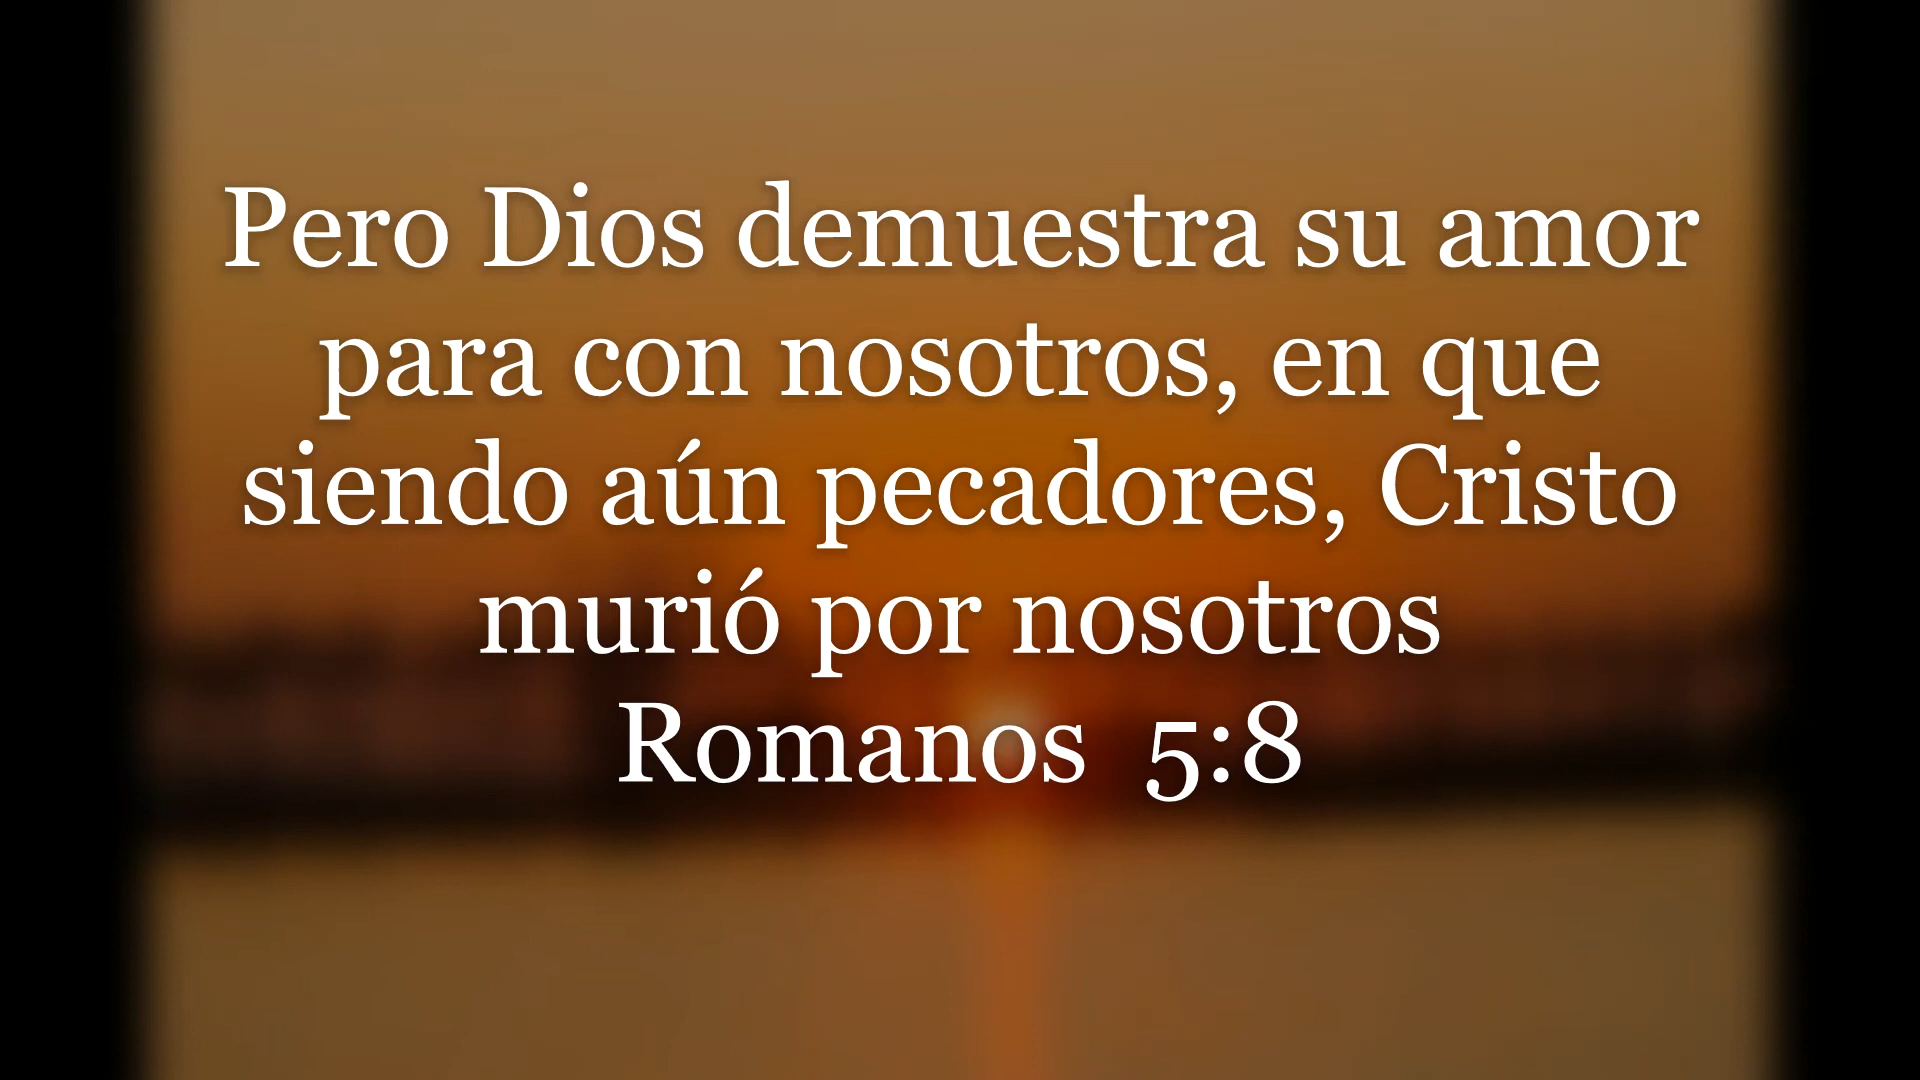 Pero Dios demuestra su amor
para con nosotros, en que
siendo aún pecadores, Cristo
murió por nosotros
Romanos  5:8